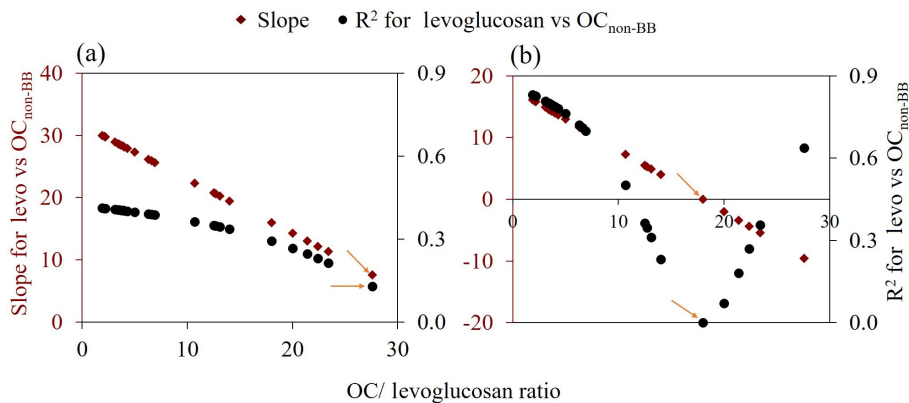 Slope R² for levoglucosan vs OCnon-BB
(a) (b)
Slope for levo vs OCnon-BB
40
30
20
10
0
0.9
0.6
0.3
0.0
0 10 20 30
20
10
0
-10
-20
0 10 20 30
0.9
0.6
0.3
0.0
R² for levo vs OCnon-BB
OC/ levoglucosan ratio